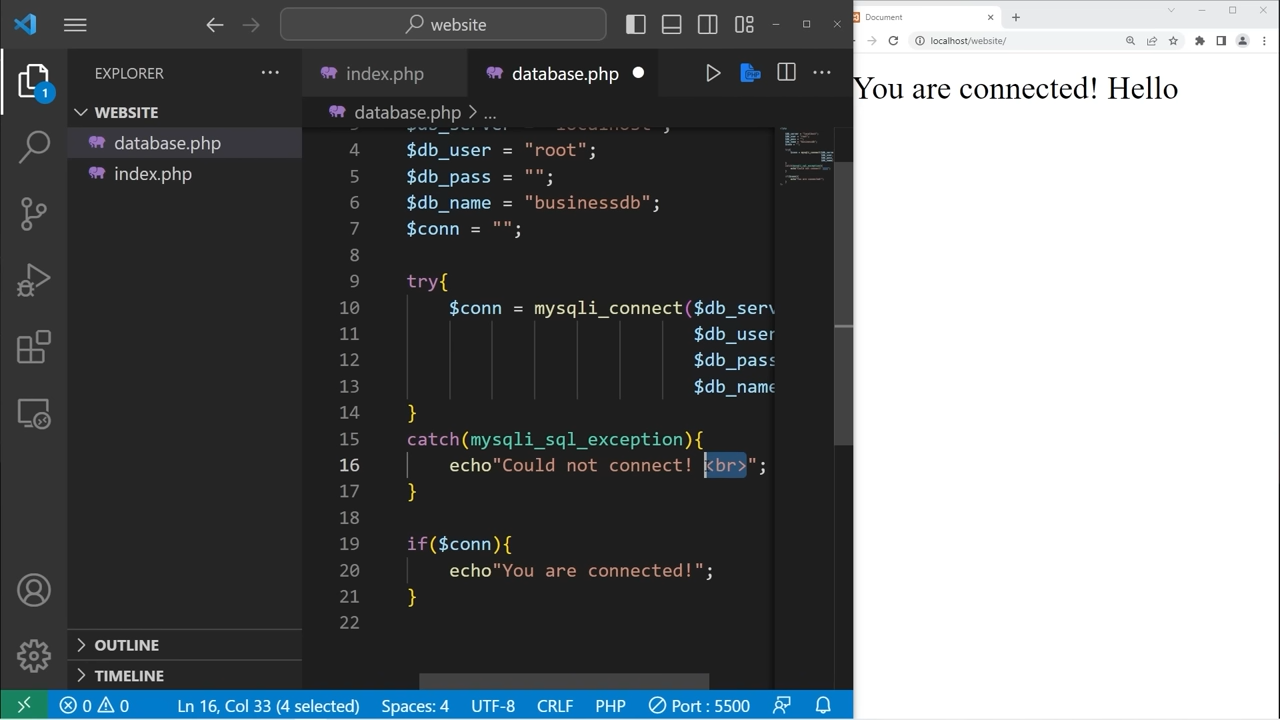 website
Document
localhost/website/
EXPLORER
index.php
database.php
WEBSITE
database.php > ...
database.php
index.php
1
4 $db_user = "root";
5 $db_pass = "";
6 $db_name = "businessdb";
7 $conn = "";
8
9 try{
10 $conn = mysqli_connect($db_serv
11 $db_user
12 $db_pass
13 $db_name
14 }
15 catch(mysqli_sql_exception){
16 echo"Could not connect! <br>";
17 }
18
19 if($conn){
20 echo"You are connected!";
21 }
22
OUTLINE
TIMELINE
0 0 Ln 16, Col 33 (4 selected) Spaces: 4 UTF-8 CRLF PHP Port : 5500
You are connected! Hello